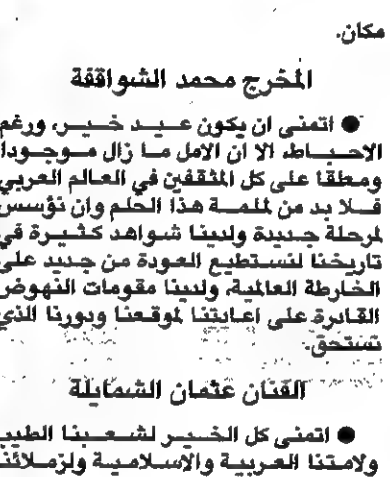 مكان.
المخرج محمد الشواقفة
● اتمنى ان يكون عيد خير، ورغم
الاحباط، الا ان الامل ما زال موجودا
ومعلقا على كل المثقفين في العالم العربي
فلا بد من لملمة هذا الحلم وان نؤسس
لمرحلة جديدة ولدينا شواهد كثيرة في
تاريخنا لنستطيع العودة من جديد على
الخارطة العالمية، ولدينا مقومات النهوض
القادرة على اعادتنا لموقعنا ودورنا الذي
نستحق.
الفنان عثمان الشمايلة
● اتمنى كل الخير لشعبنا الطيب
ولامتنا العربية والاسلامية ولزملائنا